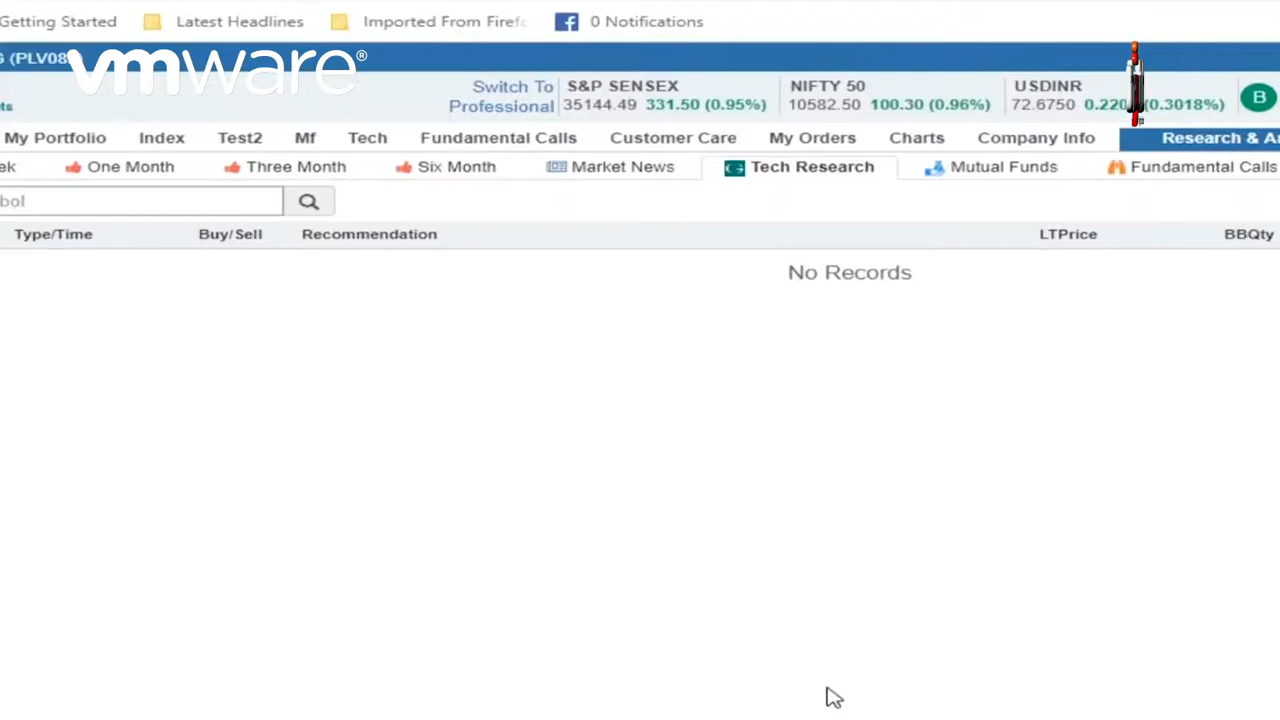 Getting Started Latest Headlines Imported From Firef 0 Notifications
(PLV08
vmware®
Switch To Professional
S&P SENSEX NIFTY 50 USDINR
35144.49 331.50 (0.95%) 10582.50 100.30 (0.96%) 72.6750 0.220 (0.3018%) B
ts
My Portfolio Index Test2 Mf Tech Fundamental Calls Customer Care My Orders Charts Company Info Research & A
ek One Month Three Month Six Month Market News Tech Research Mutual Funds Fundamental Calls
bol
Type/Time Buy/Sell Recommendation LTPrice BBQty
No Records